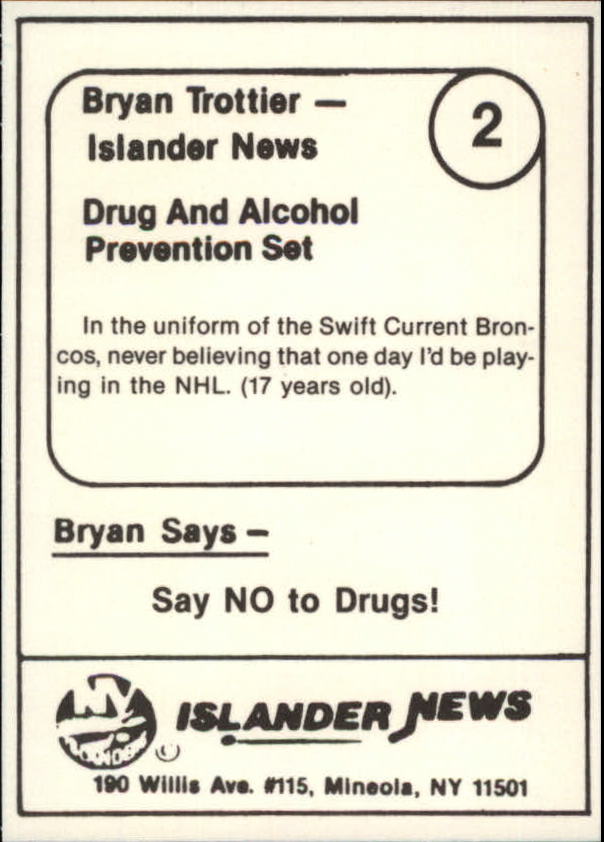 Bryan Trottier —
2
Islander News
Drug And Alcohol
Prevention Set
In the uniform of the Swift Current Bron-
cos, never believing that one day I'd be play-
ing in the NHL. (17 years old).
Bryan Says –
Say NO to Drugs!
NY
ISLANDERS
®
ISLANDER NEWS
190 Willis Ave. #115, Mineola, NY 11501